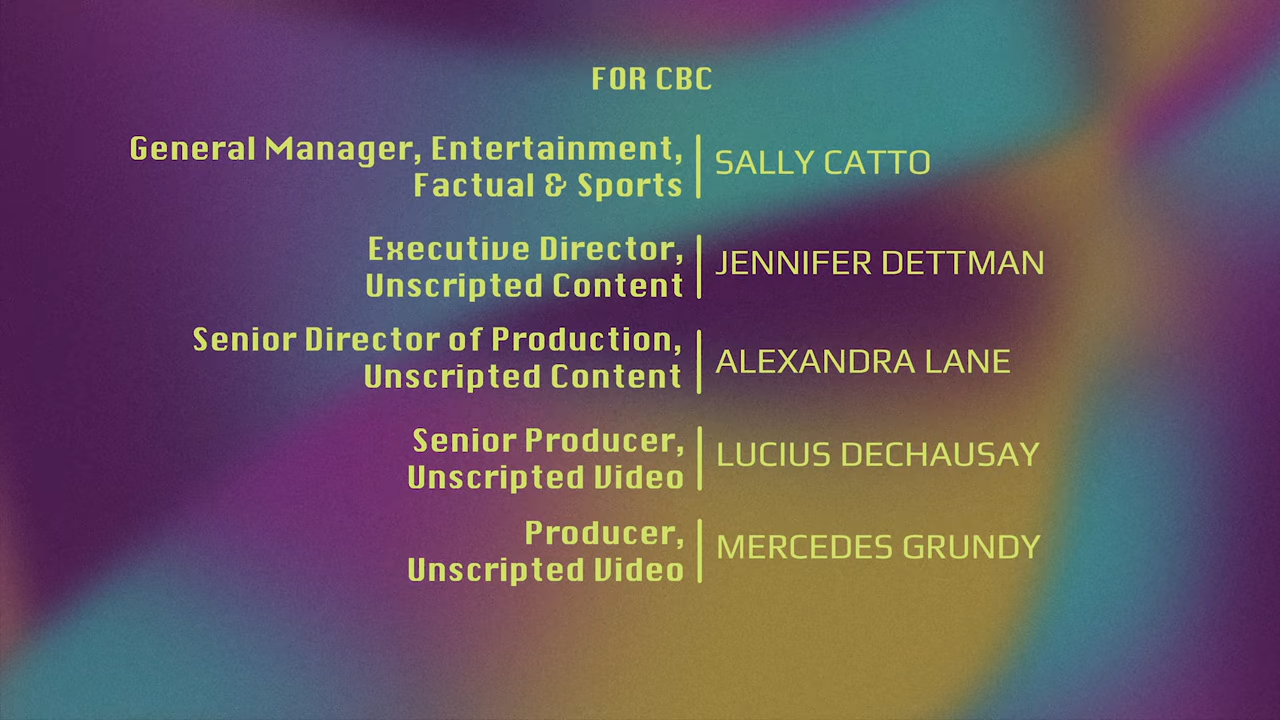 FOR CBC
General Manager, Entertainment,
Factual & Sports
SALLY CATTO
Executive Director,
Unscripted Content
JENNIFER DETTMAN
Senior Director of Production,
Unscripted Content
ALEXANDRA LANE
Senior Producer,
Unscripted Video
LUCIUS DECHAUSAY
Producer,
Unscripted Video
MERCEDES GRUNDY